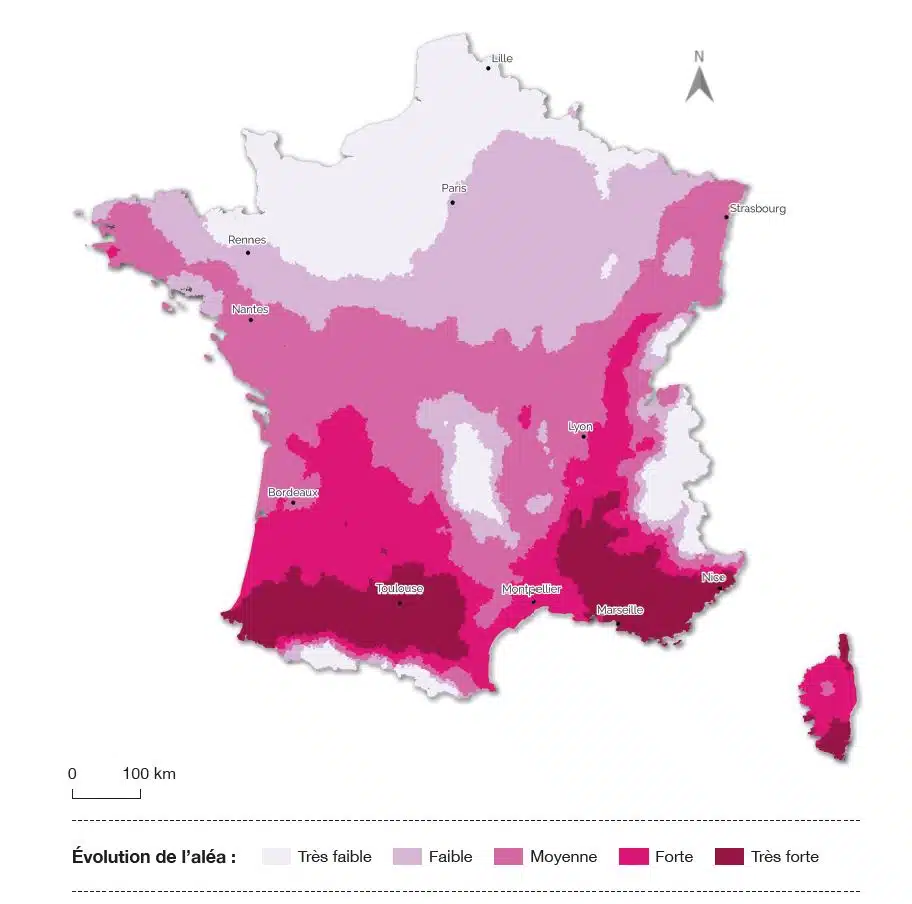 N
Lille
Paris
Strasbourg
Rennes
Nantes
Lyon
Bordeaux
Toulouse
Montpellier
Nice
Marseille
0 100 km
Évolution de l’aléa : Très faible Faible Moyenne Forte Très forte